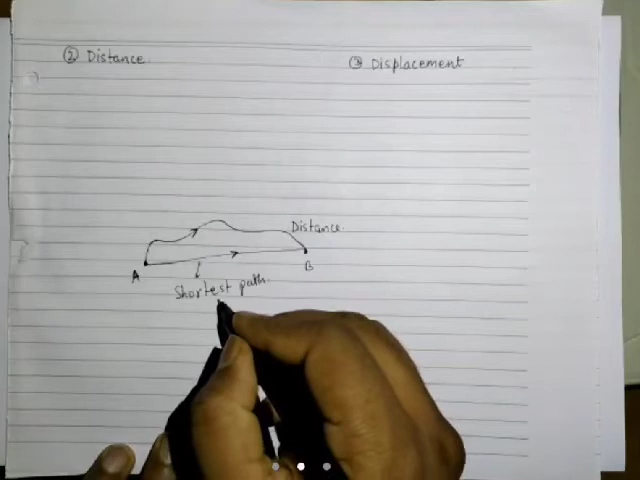 ② Distance.
③ Displacement
Distance.
A
B
Shortest path.